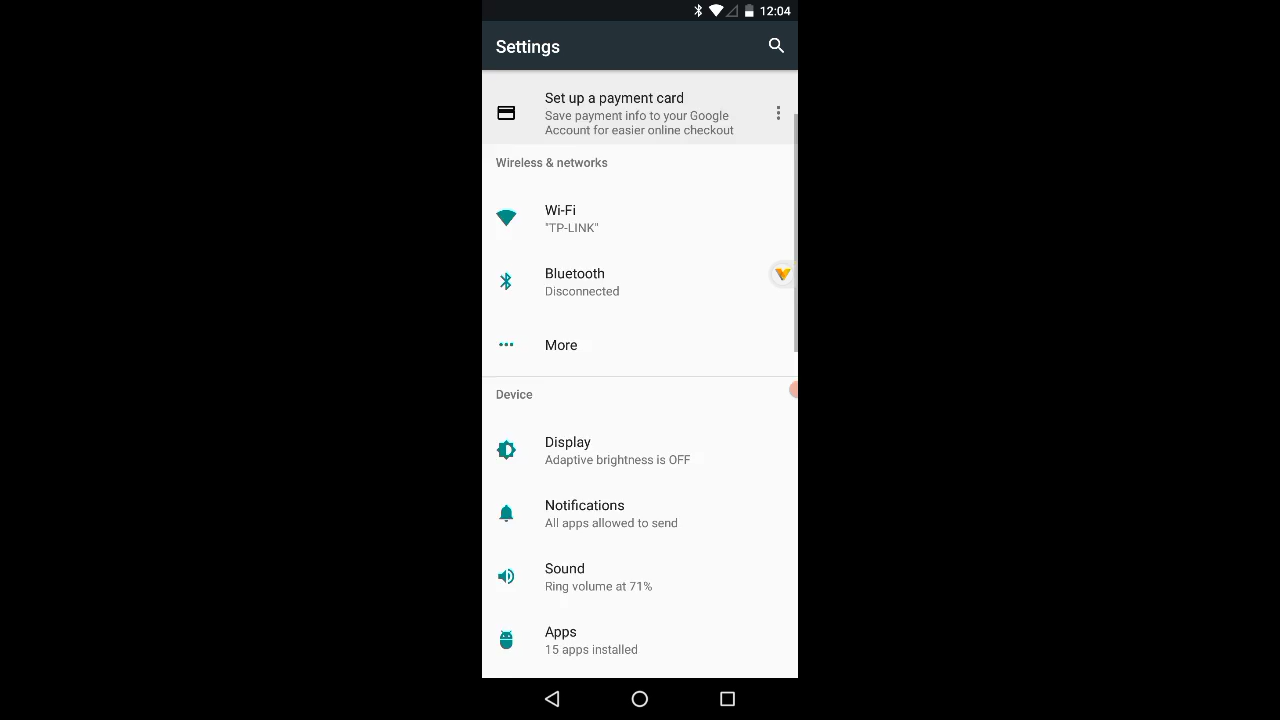 12:04
Settings
Set up a payment card
Save payment info to your Google
Account for easier online checkout
Wireless & networks
Wi-Fi
"TP-LINK"
Bluetooth
Disconnected
More
Device
Display
Adaptive brightness is OFF
Notifications
All apps allowed to send
Sound
Ring volume at 71%
Apps
15 apps installed